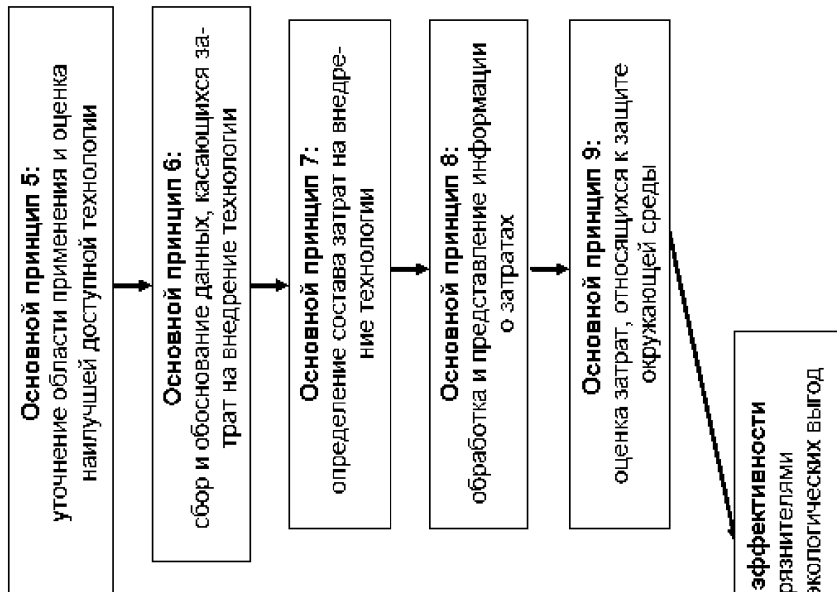 Основной принцип 5:
уточнение области применения и оценка
наилучшей доступной технологии
Основной принцип 6:
сбор и обоснование данных, касающихся за-
трат на внедрение технологии
Основной принцип 7:
определение состава затрат на внедре-
ние технологии
Основной принцип 8:
обработка и представление информации
о затратах
Основной принцип 9:
оценка затрат, относящихся к защите
окружающей среды
эффективности
рязнителями
экологических выгод